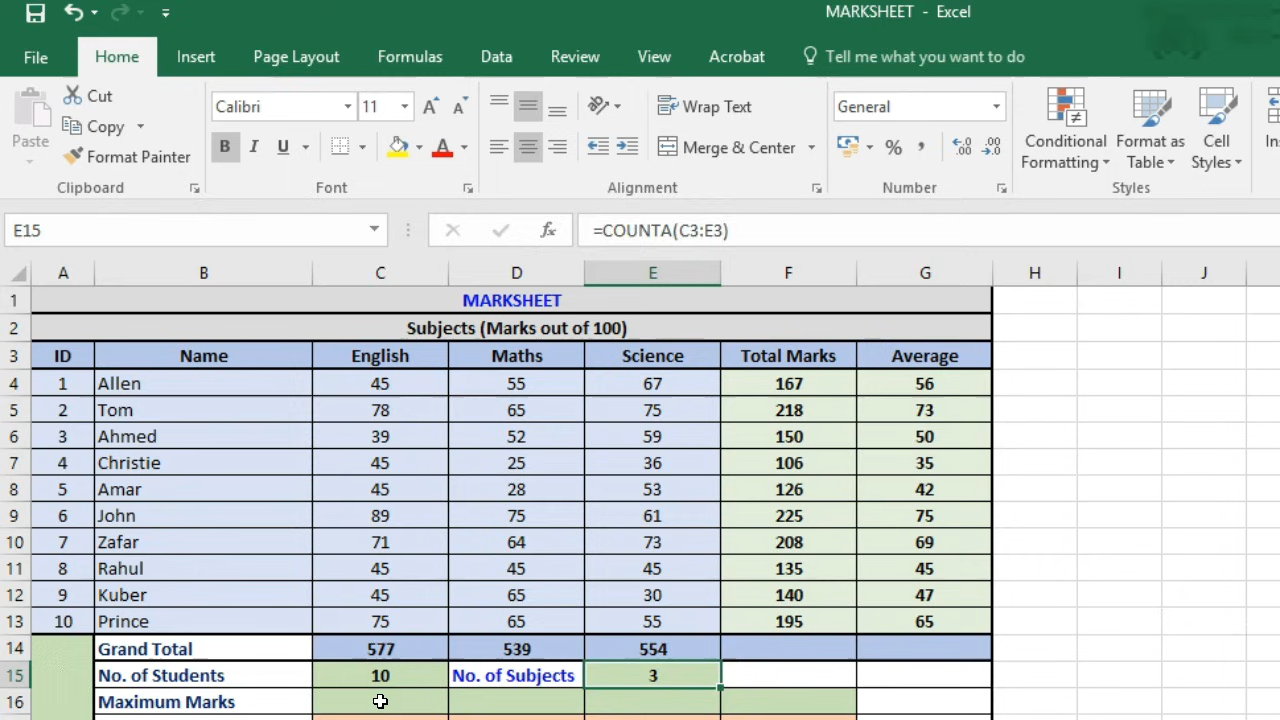 MARKSHEET - Excel
File Home Insert Page Layout Formulas Data Review View Acrobat Tell me what you want to do
Cut
Copy
Format Painter
Paste
Clipboard
Calibri 11 A A
B I U A
Font
Wrap Text
Merge & Center
Alignment
General
% , .00 .00
Number
Conditional Formatting
Format as Table
Cell Styles
Styles
E15 fx =COUNTA(C3:E3)
A B C D E F G H I J
1 MARKSHEET
2 Subjects (Marks out of 100)
3 ID Name English Maths Science Total Marks Average
4 1 Allen 45 55 67 167 56
5 2 Tom 78 65 75 218 73
6 3 Ahmed 39 52 59 150 50
7 4 Christie 45 25 36 106 35
8 5 Amar 45 28 53 126 42
9 6 John 89 75 61 225 75
10 7 Zafar 71 64 73 208 69
11 8 Rahul 45 45 45 135 45
12 9 Kuber 45 65 30 140 47
13 10 Prince 75 65 55 195 65
14 Grand Total 577 539 554
15 No. of Students 10 No. of Subjects 3
16 Maximum Marks